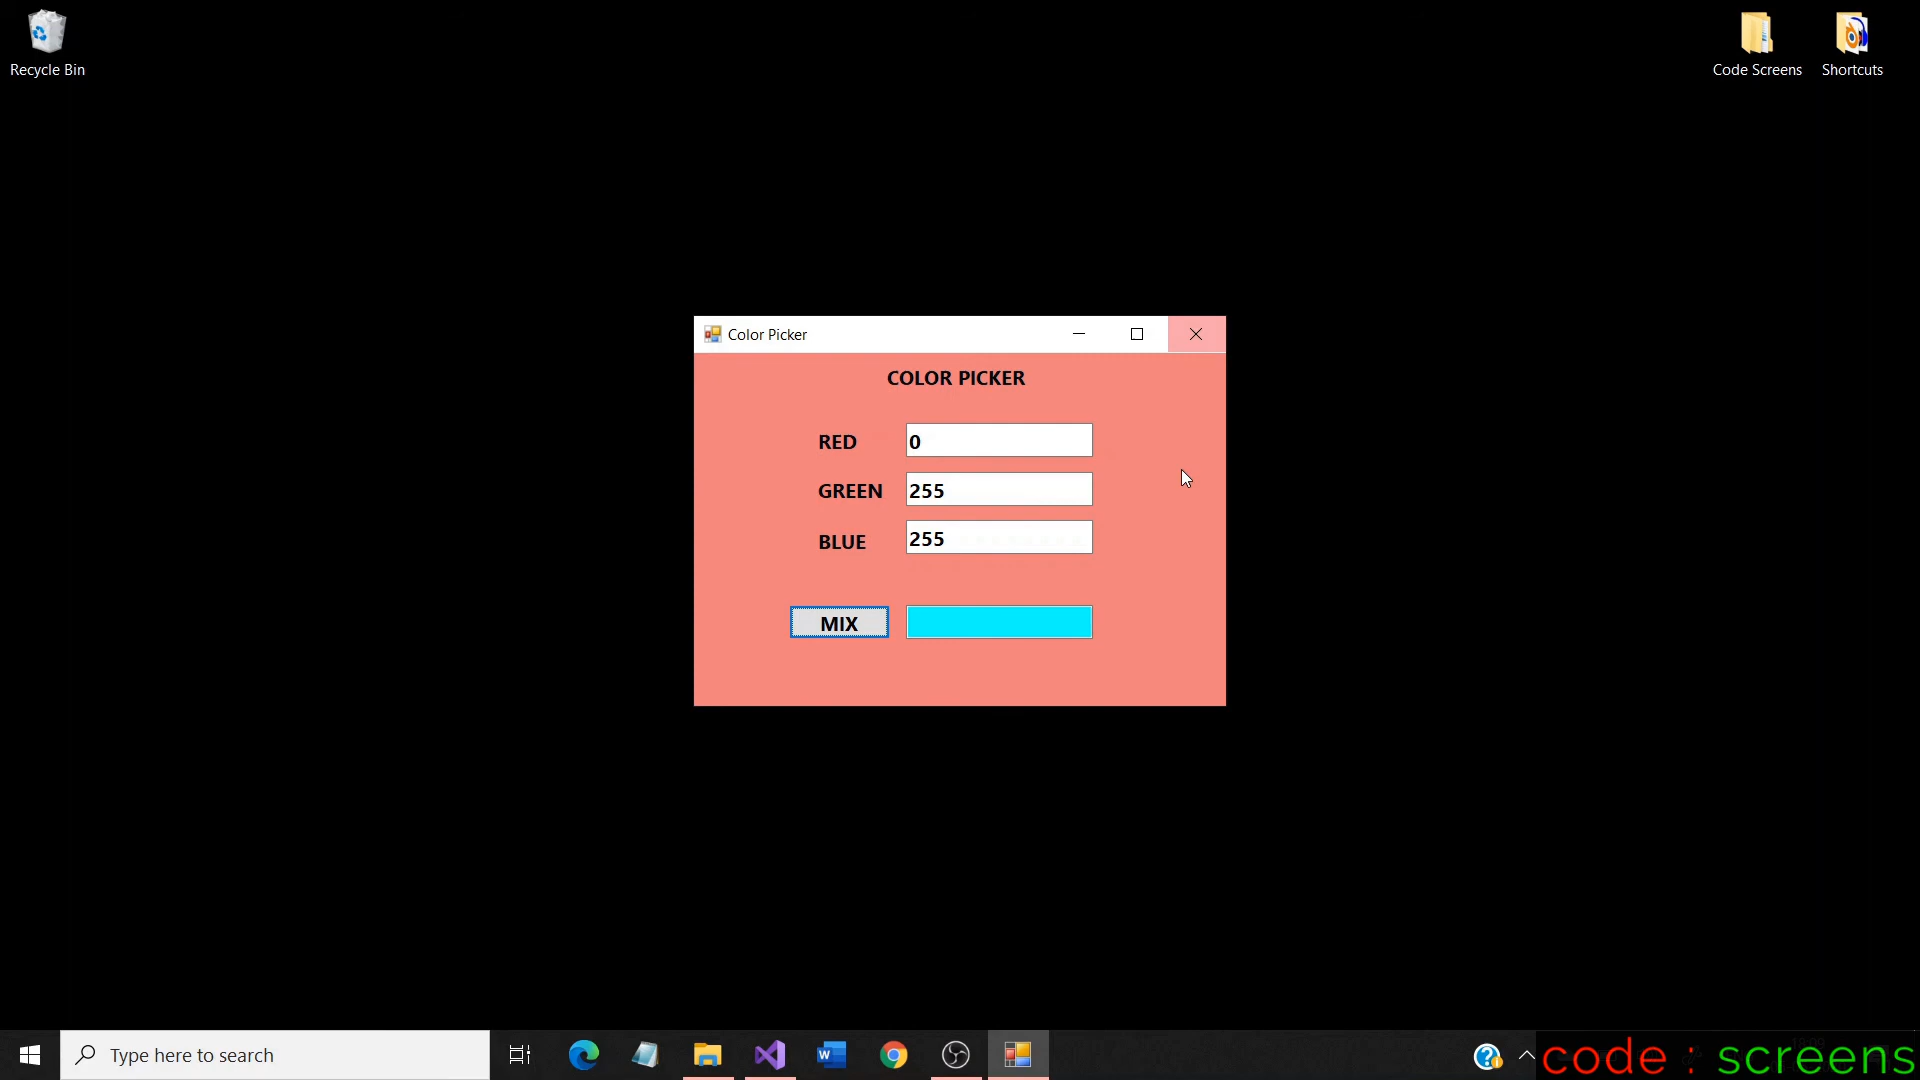 Recycle Bin
Code Screens
Shortcuts
Color Picker
COLOR PICKER
RED
0
GREEN
255
BLUE
255
MIX
Type here to search
code : screens